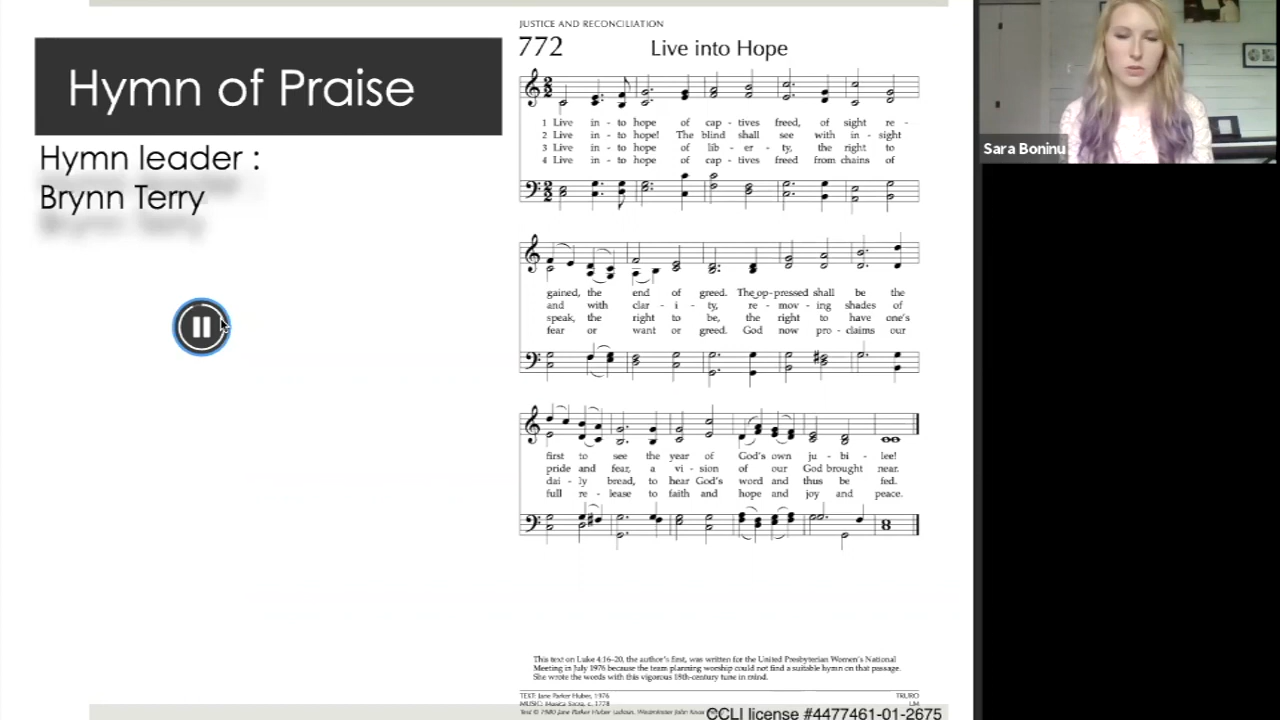 Hymn of Praise
Hymn leader :
Brynn Terry
JUSTICE AND RECONCILIATION
772 Live into Hope
1 Live in - to hope of cap - tives freed, of sight re -
2 Live in - to hope! The blind shall see with in - sight
3 Live in - to hope of lib - er - ty, the right to
4 Live in - to hope of cap - tives freed from chains of
gained, the end of greed. The op - pressed shall be the
and with clar - i - ty, re - mov - ing shades of
speak, the right to be, the right to have one's
fear or want or greed. God now pro - claims our
first to see the year of God's own ju - bi - lee!
pride and fear, a vi - sion of our God brought near.
dai - ly bread, to hear God's word and thus be fed.
full re - lease to faith and hope and joy and peace.
This text on Luke 4:16–20, the author's first, was written for the United Presbyterian Women's National
Meeting in July 1976 because the team planning worship could not find a suitable hymn on that passage.
She wrote the words with this vigorous 18th-century tune in mind.
TEXT: Jane Parker Huber, 1976 TRURO
MUSIC: Musica Sacra, c. 1778 LM
Text © 1980 Jane Parker Huber
CCLI license #4477461-01-2675
Sara Boninu